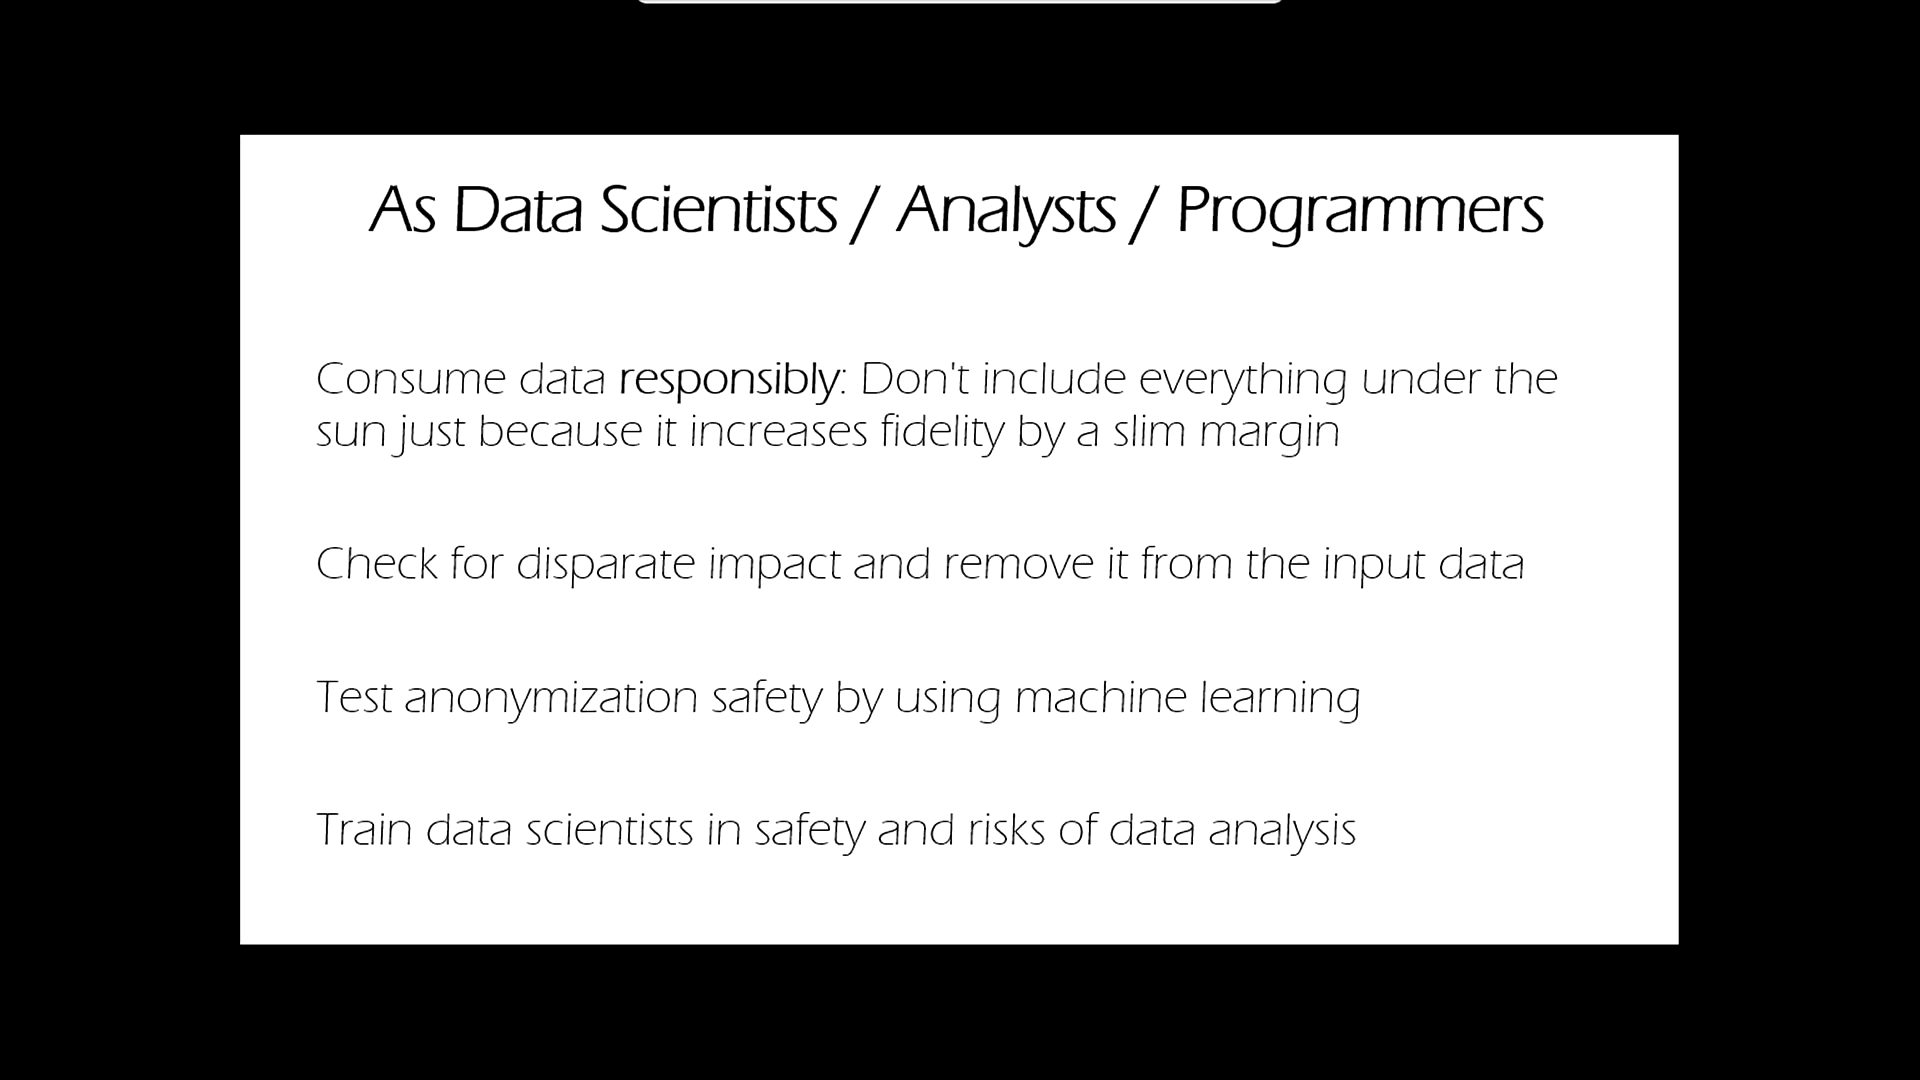 As Data Scientists / Analysts / Programmers
Consume data responsibly: Don't include everything under the
sun just because it increases fidelity by a slim margin
Check for disparate impact and remove it from the input data
Test anonymization safety by using machine learning
Train data scientists in safety and risks of data analysis